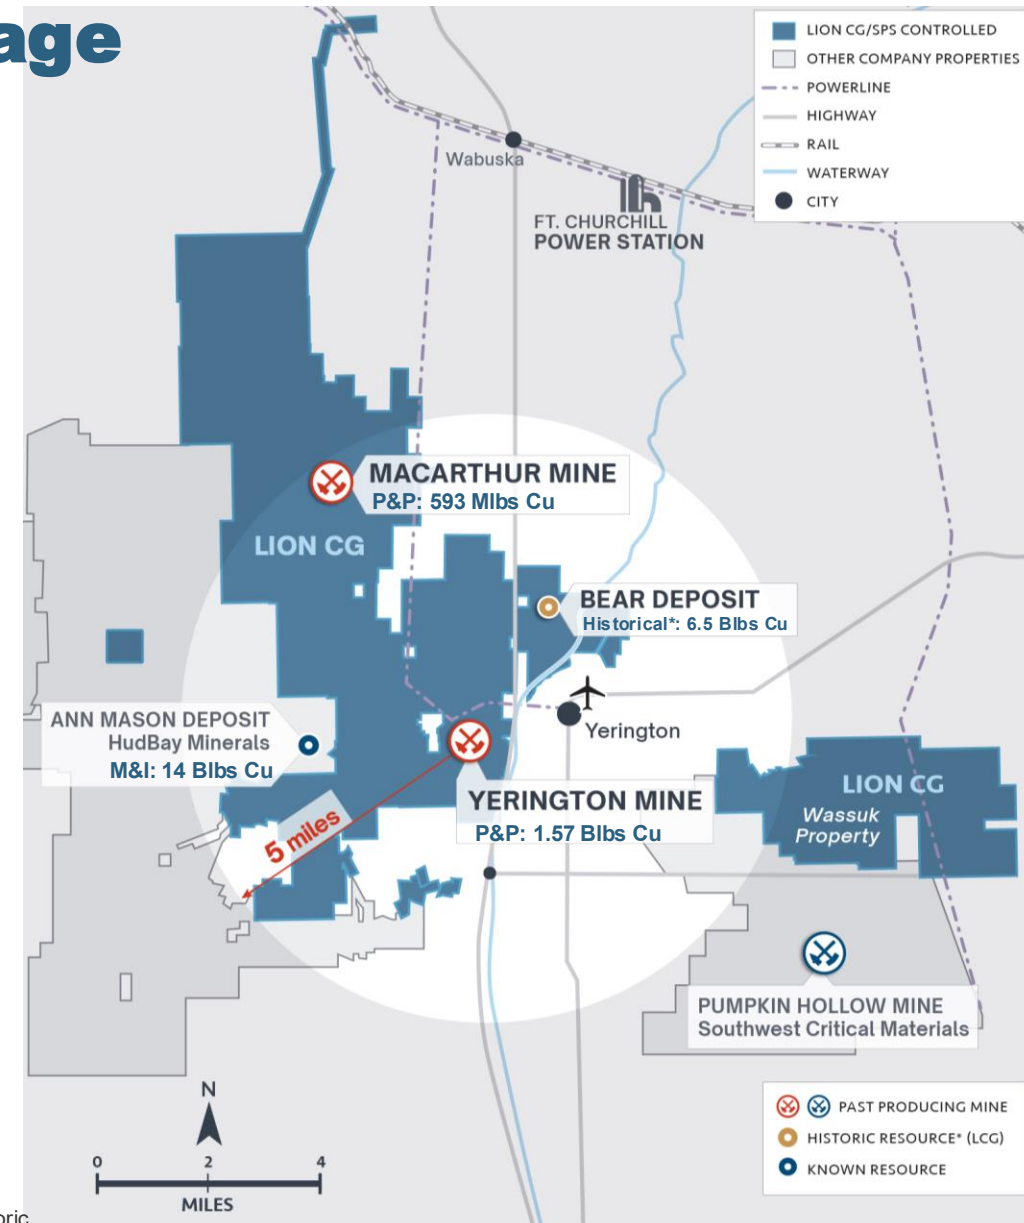 age
LION CG/SPS CONTROLLED
OTHER COMPANY PROPERTIES
POWERLINE
HIGHWAY
RAIL
WATERWAY
CITY
Wabuska
FT. CHURCHILL
POWER STATION
MACARTHUR MINE
P&P: 593 Mlbs Cu
LION CG
BEAR DEPOSIT
Historical*: 6.5 Blbs Cu
ANN MASON DEPOSIT
HudBay Minerals
M&I: 14 Blbs Cu
Yerington
YERINGTON MINE
P&P: 1.57 Blbs Cu
5 miles
LION CG
Wassuk
Property
PUMPKIN HOLLOW MINE
Southwest Critical Materials
N
0 2 4
MILES
PAST PRODUCING MINE
HISTORIC RESOURCE* (LCG)
KNOWN RESOURCE
oric